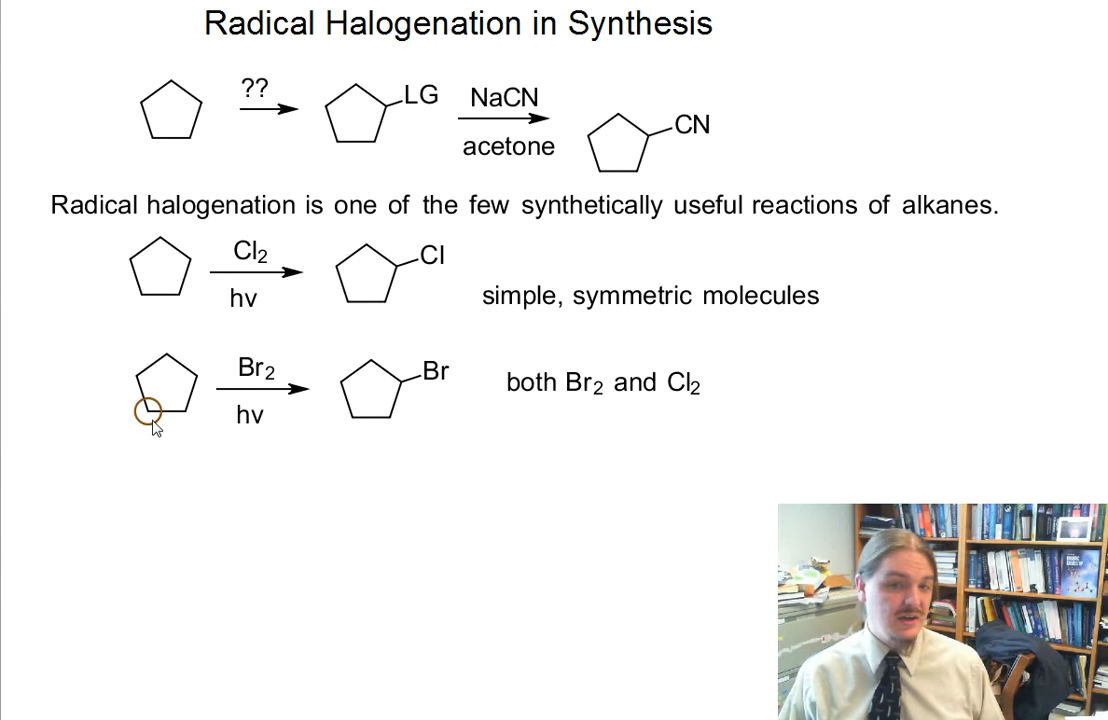 Radical Halogenation in Synthesis
??
LG
NaCN
acetone
CN
Radical halogenation is one of the few synthetically useful reactions of alkanes.
Cl₂
hv
Cl
simple, symmetric molecules
Br₂
hv
Br
both Br₂ and Cl₂